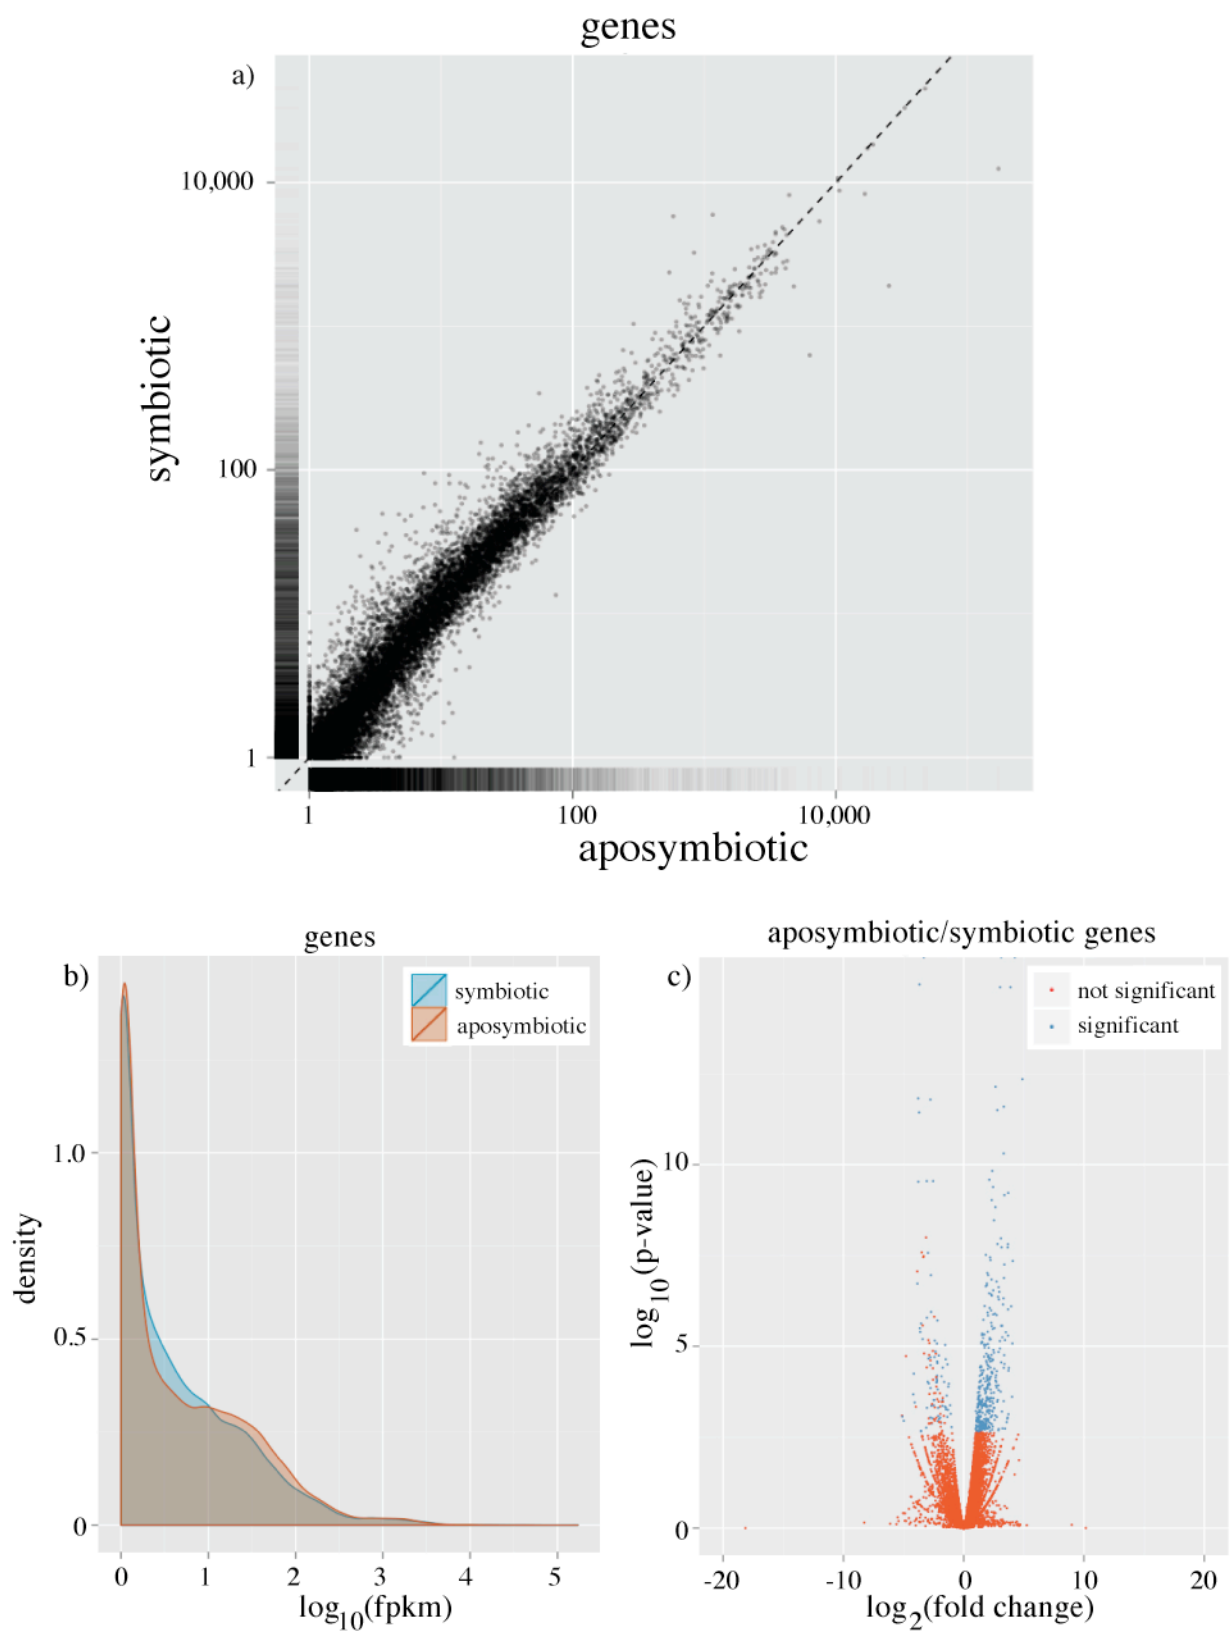 genes
a)
10,000
100
1
symbiotic
1
100
10,000
aposymbiotic
genes
b)
symbiotic
aposymbiotic
1.0
0.5
0
density
0
1
2
3
4
5
log10(fpkm)
aposymbiotic/symbiotic genes
c)
not significant
significant
10
5
0
log10(p-value)
-20
-10
0
10
20
log2(fold change)